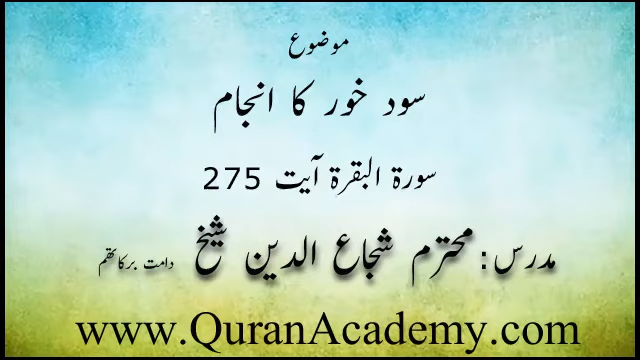 موضوع
سود خور کا انجام
سورۃ البقرۃ آیت 275
مدرس: محترم شجاع الدین شیخ دامت برکاتھم
www.QuranAcademy.com